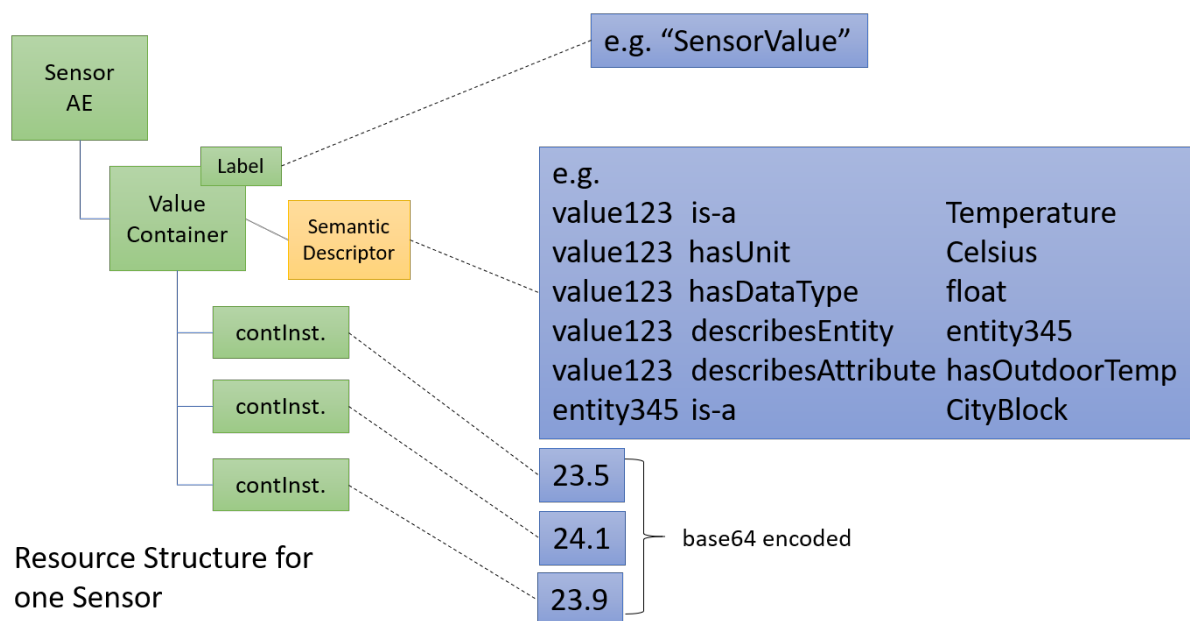 Sensor
AE
e.g. “SensorValue”
Label
Value
Container
Semantic
Descriptor
e.g.
value123 is-a Temperature
value123 hasUnit Celsius
value123 hasDataType float
value123 describesEntity entity345
value123 describesAttribute hasOutdoorTemp
entity345 is-a CityBlock
contInst.
contInst.
contInst.
23.5
24.1
23.9
base64 encoded
Resource Structure for
one Sensor